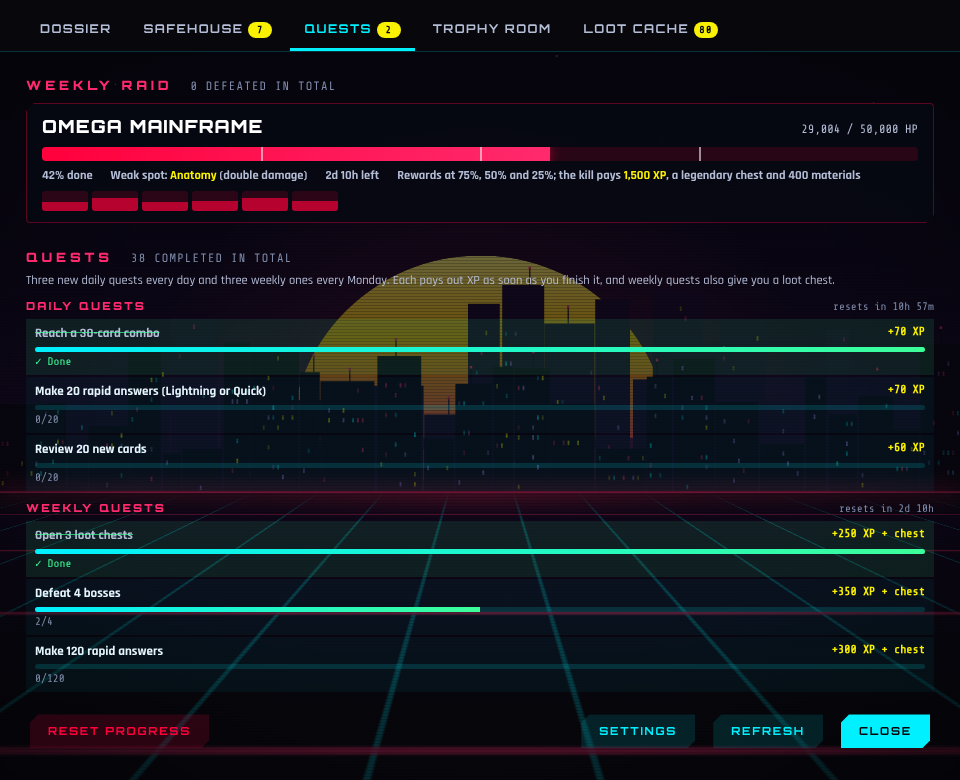 DOSSIER SAFEHOUSE 7 QUESTS 2 TROPHY ROOM LOOT CACHE 80
WEEKLY RAID 0 DEFEATED IN TOTAL
OMEGA MAINFRAME 29,004 / 50,000 HP
42% done Weak spot: Anatomy (double damage) 2d 10h left Rewards at 75%, 50% and 25%; the kill pays 1,500 XP, a legendary chest and 400 materials
QUESTS 38 COMPLETED IN TOTAL
Three new daily quests every day and three weekly ones every Monday. Each pays out XP as soon as you finish it, and weekly quests also give you a loot chest.
DAILY QUESTS resets in 10h 57m
Reach a 30-card combo +70 XP
✓ Done
Make 20 rapid answers (Lightning or Quick) +70 XP
0/20
Review 20 new cards +60 XP
0/20
WEEKLY QUESTS resets in 2d 10h
Open 3 loot chests +250 XP + chest
✓ Done
Defeat 4 bosses +350 XP + chest
2/4
Make 120 rapid answers +300 XP + chest
0/120
RESET PROGRESS SETTINGS REFRESH CLOSE